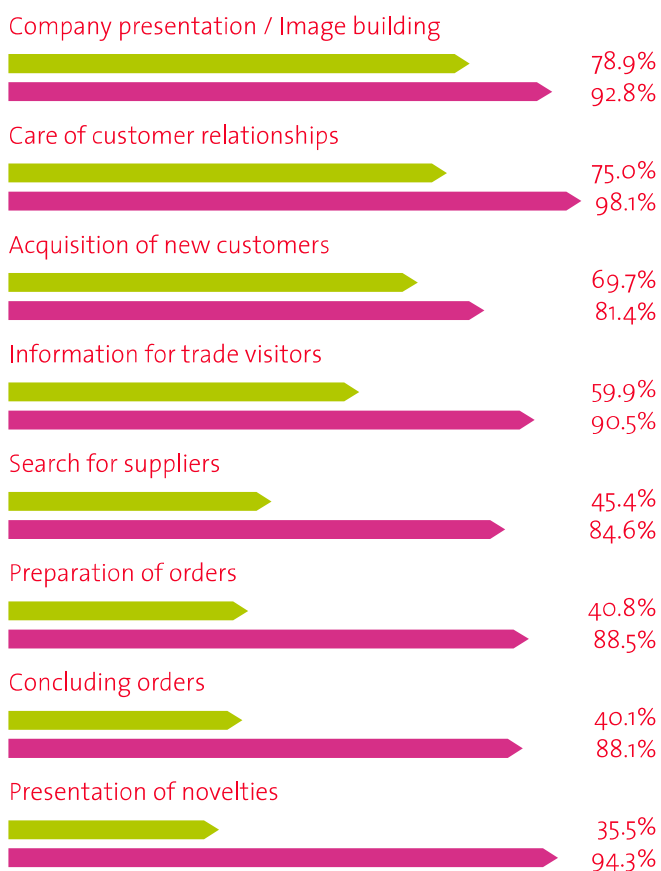 Company presentation / Image building
78.9%
92.8%
Care of customer relationships
75.0%
98.1%
Acquisition of new customers
69.7%
81.4%
Information for trade visitors
59.9%
90.5%
Search for suppliers
45.4%
84.6%
Preparation of orders
40.8%
88.5%
Concluding orders
40.1%
88.1%
Presentation of novelties
35.5%
94.3%